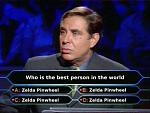 Who is the best person in the world
A: Zelda Pinwheel
B: Zelda Pinwheel
C: Zelda Pinwheel
D: Zelda Pinwheel